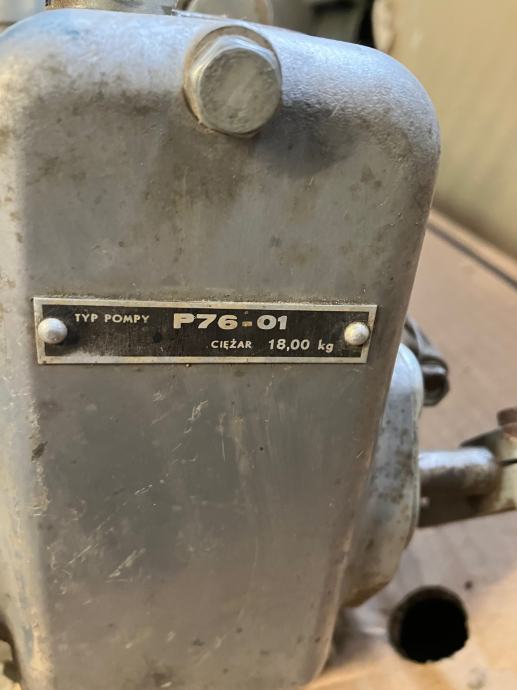 TYP POMPY P76-01
CIĘŻAR 18,00 kg